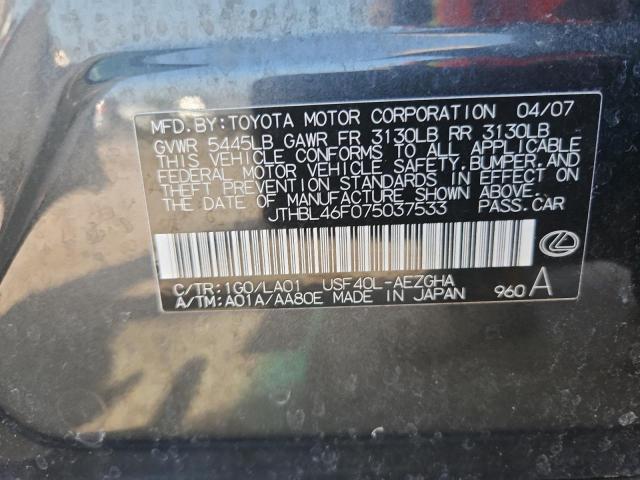 MFD. BY: TOYOTA MOTOR CORPORATION 04/07
GVWR 5445LB GAWR FR 3130LB RR 3130LB
THIS VEHICLE CONFORMS TO ALL APPLICABLE
FEDERAL MOTOR VEHICLE SAFETY, BUMPER, AND
THEFT PREVENTION STANDARDS IN EFFECT ON
THE DATE OF MANUFACTURE SHOWN ABOVE.
JTHBL46F075037533 PASS. CAR
C/TR: 1G0/LA01 USF40L-AEZGHA
A/TM: A01A/AA80E MADE IN JAPAN 960 A